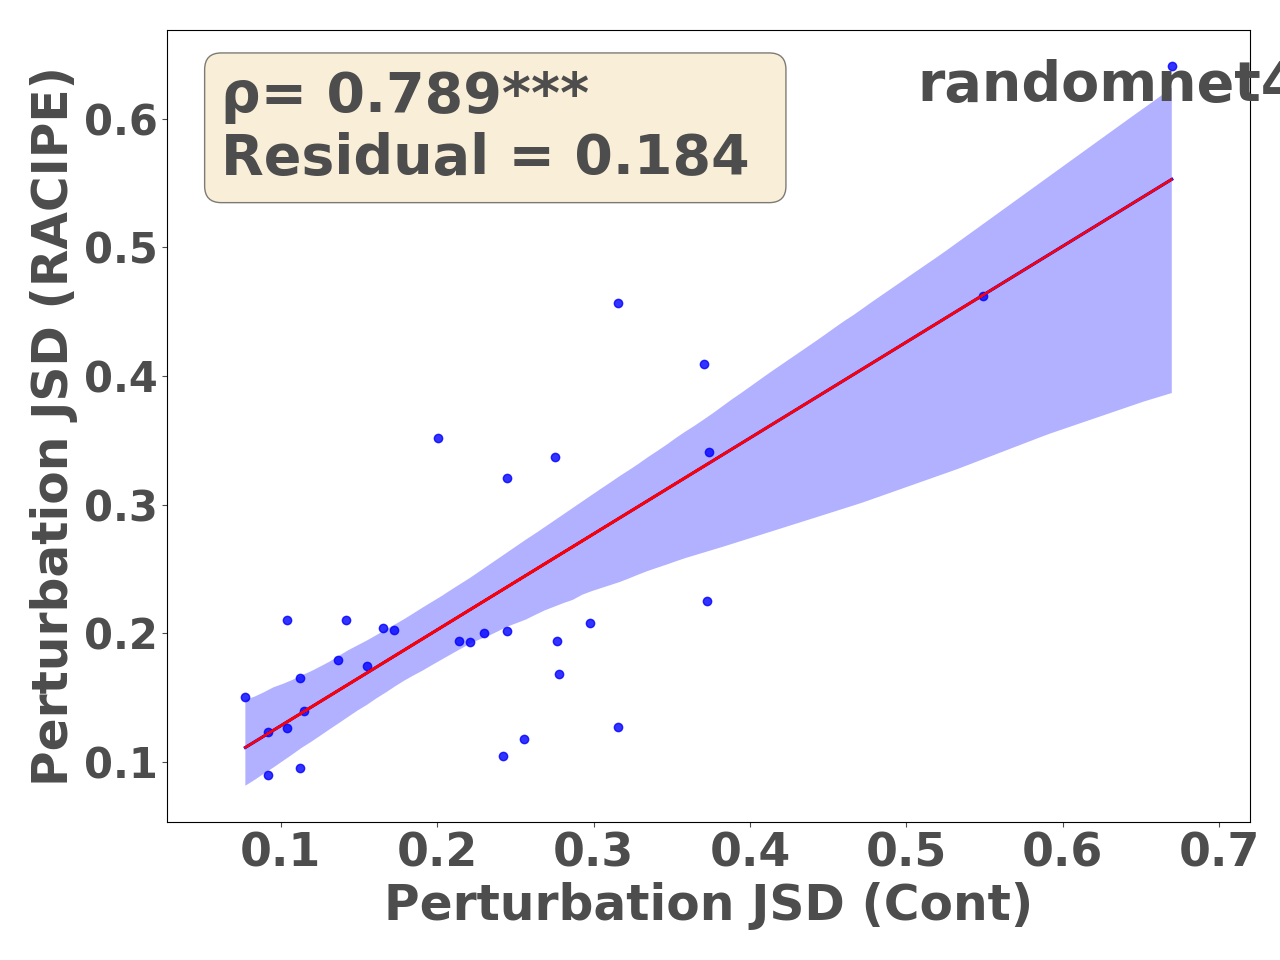 ρ= 0.789***
Residual = 0.184
randomnet4
Perturbation JSD (RACIPE)
0.6
0.5
0.4
0.3
0.2
0.1
0.1 0.2 0.3 0.4 0.5 0.6 0.7
Perturbation JSD (Cont)